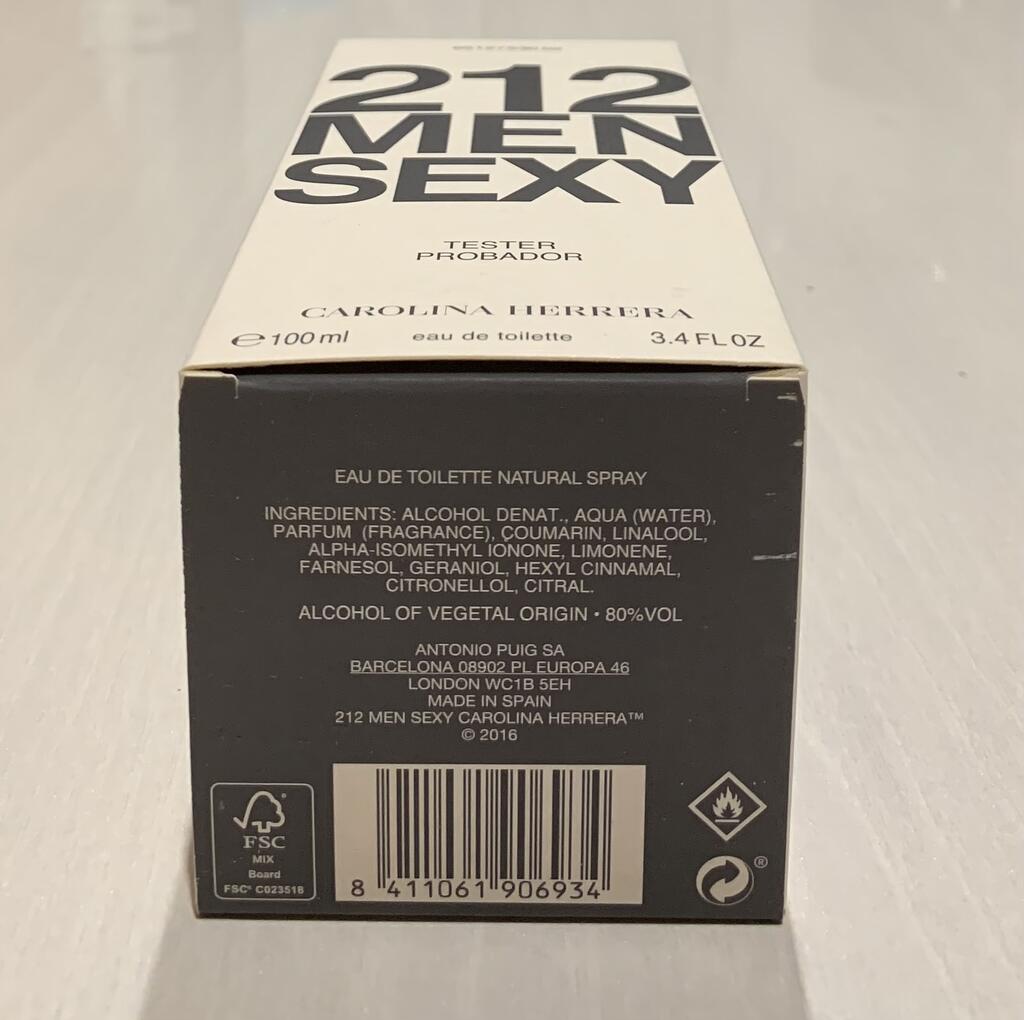 212
MEN
SEXY
TESTER
PROBADOR
CAROLINA HERRERA
℮ 100 ml eau de toilette 3.4 FL OZ
EAU DE TOILETTE NATURAL SPRAY
INGREDIENTS: ALCOHOL DENAT., AQUA (WATER),
PARFUM (FRAGRANCE), COUMARIN, LINALOOL,
ALPHA-ISOMETHYL IONONE, LIMONENE,
FARNESOL, GERANIOL, HEXYL CINNAMAL,
CITRONELLOL, CITRAL.
ALCOHOL OF VEGETAL ORIGIN • 80%VOL
ANTONIO PUIG SA
BARCELONA 08902 PL EUROPA 46
LONDON WC1B 5EH
MADE IN SPAIN
212 MEN SEXY CAROLINA HERRERA™
© 2016
FSC
MIX
Board
FSC® C023518
8 411061 906934
®